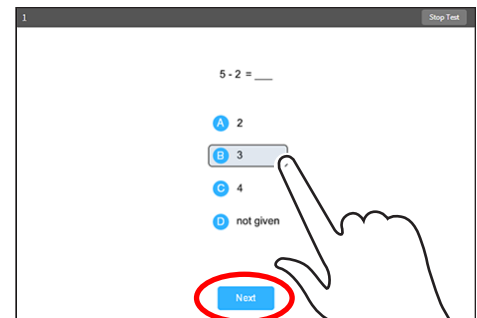 1 Stop Test
5 - 2 = ___
A 2
B 3
C 4
D not given
Next